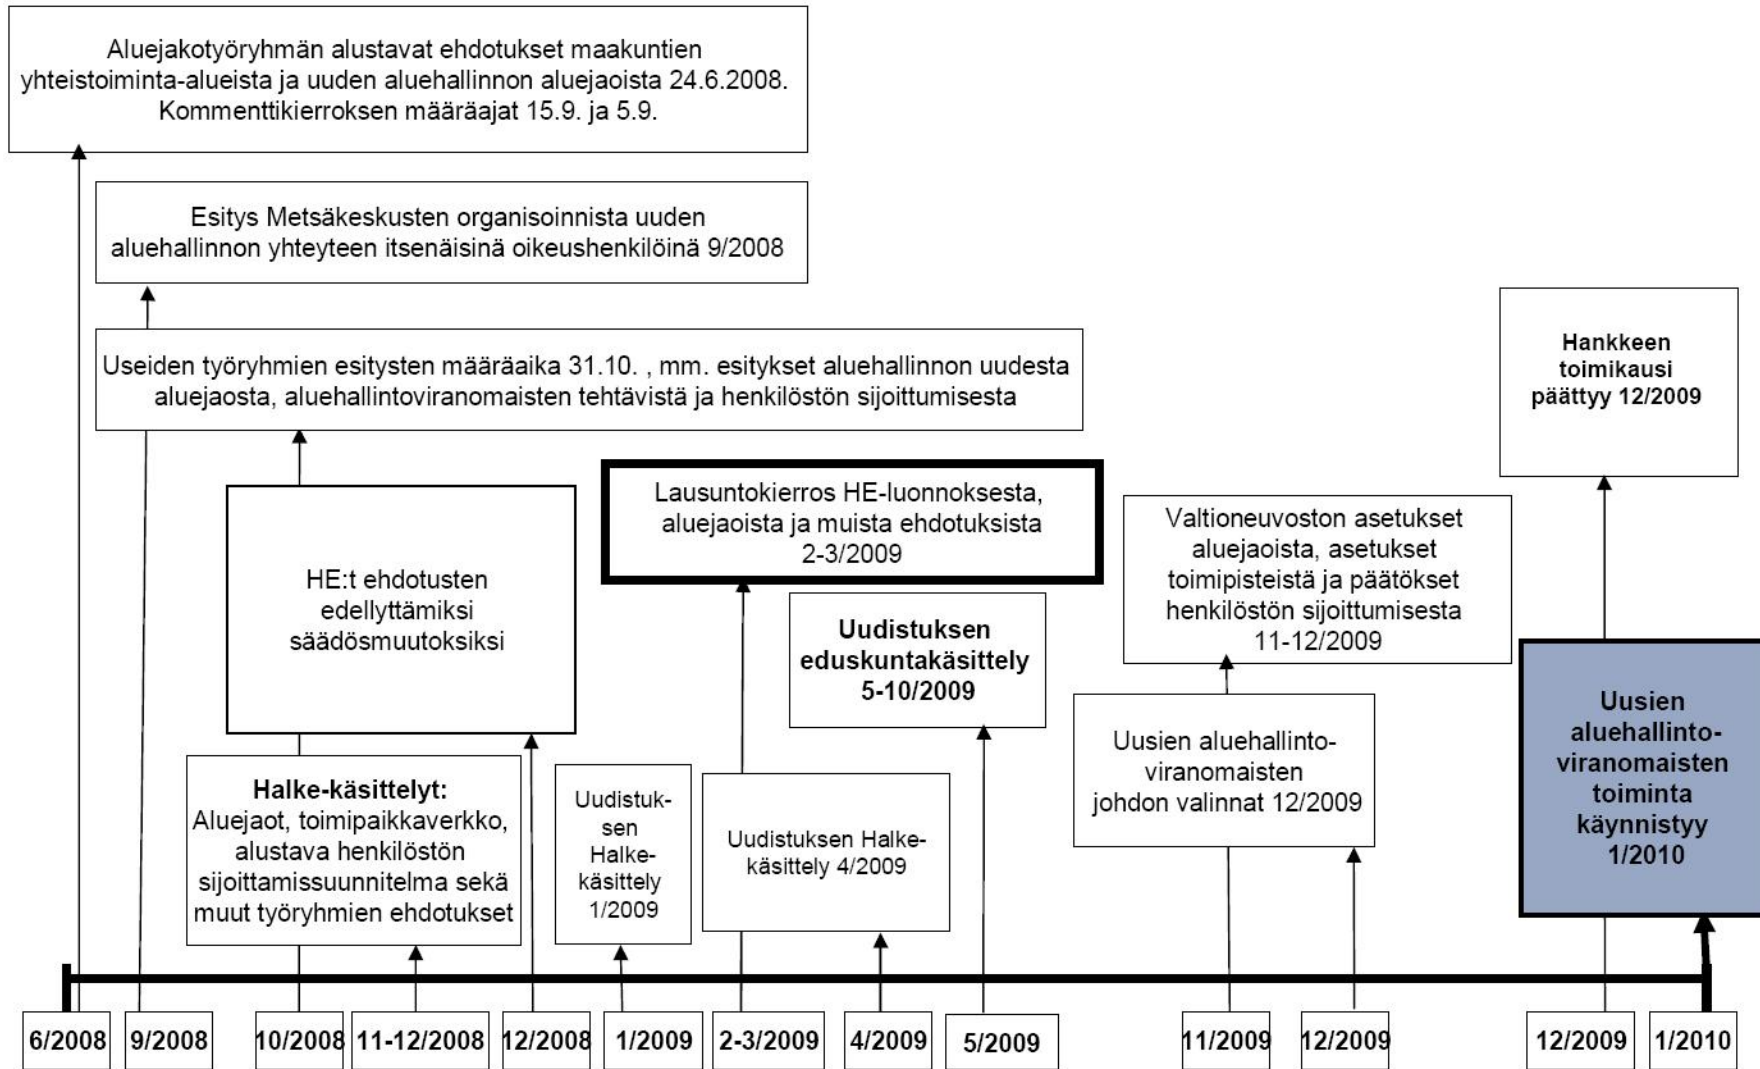 Aluejakotyöryhmän alustavat ehdotukset maakuntien
yhteistoiminta-alueista ja uuden aluehallinnon aluejaoista 24.6.2008.
Kommenttikierroksen määräajat 15.9. ja 5.9.
Esitys Metsäkeskusten organisoinnista uuden
aluehallinnon yhteyteen itsenäisinä oikeushenkilöinä 9/2008
Useiden työryhmien esitysten määräaika 31.10. , mm. esitykset aluehallinnon uudesta
aluejaosta, aluehallintoviranomaisten tehtävistä ja henkilöstön sijoittumisesta
Hankkeen
toimikausi
päättyy 12/2009
HE:t ehdotusten
edellyttämiksi
säädösmuutoksiksi
Lausuntokierros HE-luonnoksesta,
aluejaoista ja muista ehdotuksista
2-3/2009
Valtioneuvoston asetukset
aluejaoista, asetukset
toimipisteistä ja päätökset
henkilöstön sijoittumisesta
11-12/2009
Uudistuksen
eduskuntakäsittely
5-10/2009
Halke-käsittelyt:
Aluejaot, toimipaikkaverkko,
alustava henkilöstön
sijoittamissuunnitelma sekä
muut työryhmien ehdotukset
Uudistuk-
sen
Halke-
käsittely
1/2009
Uudistuksen Halke-
käsittely 4/2009
Uusien aluehallinto-
viranomaisten
johdon valinnat 12/2009
Uusien
aluehallinto-
viranomaisten
toiminta
käynnistyy
1/2010
6/2008
9/2008
10/2008
11-12/2008
12/2008
1/2009
2-3/2009
4/2009
5/2009
11/2009
12/2009
12/2009
1/2010